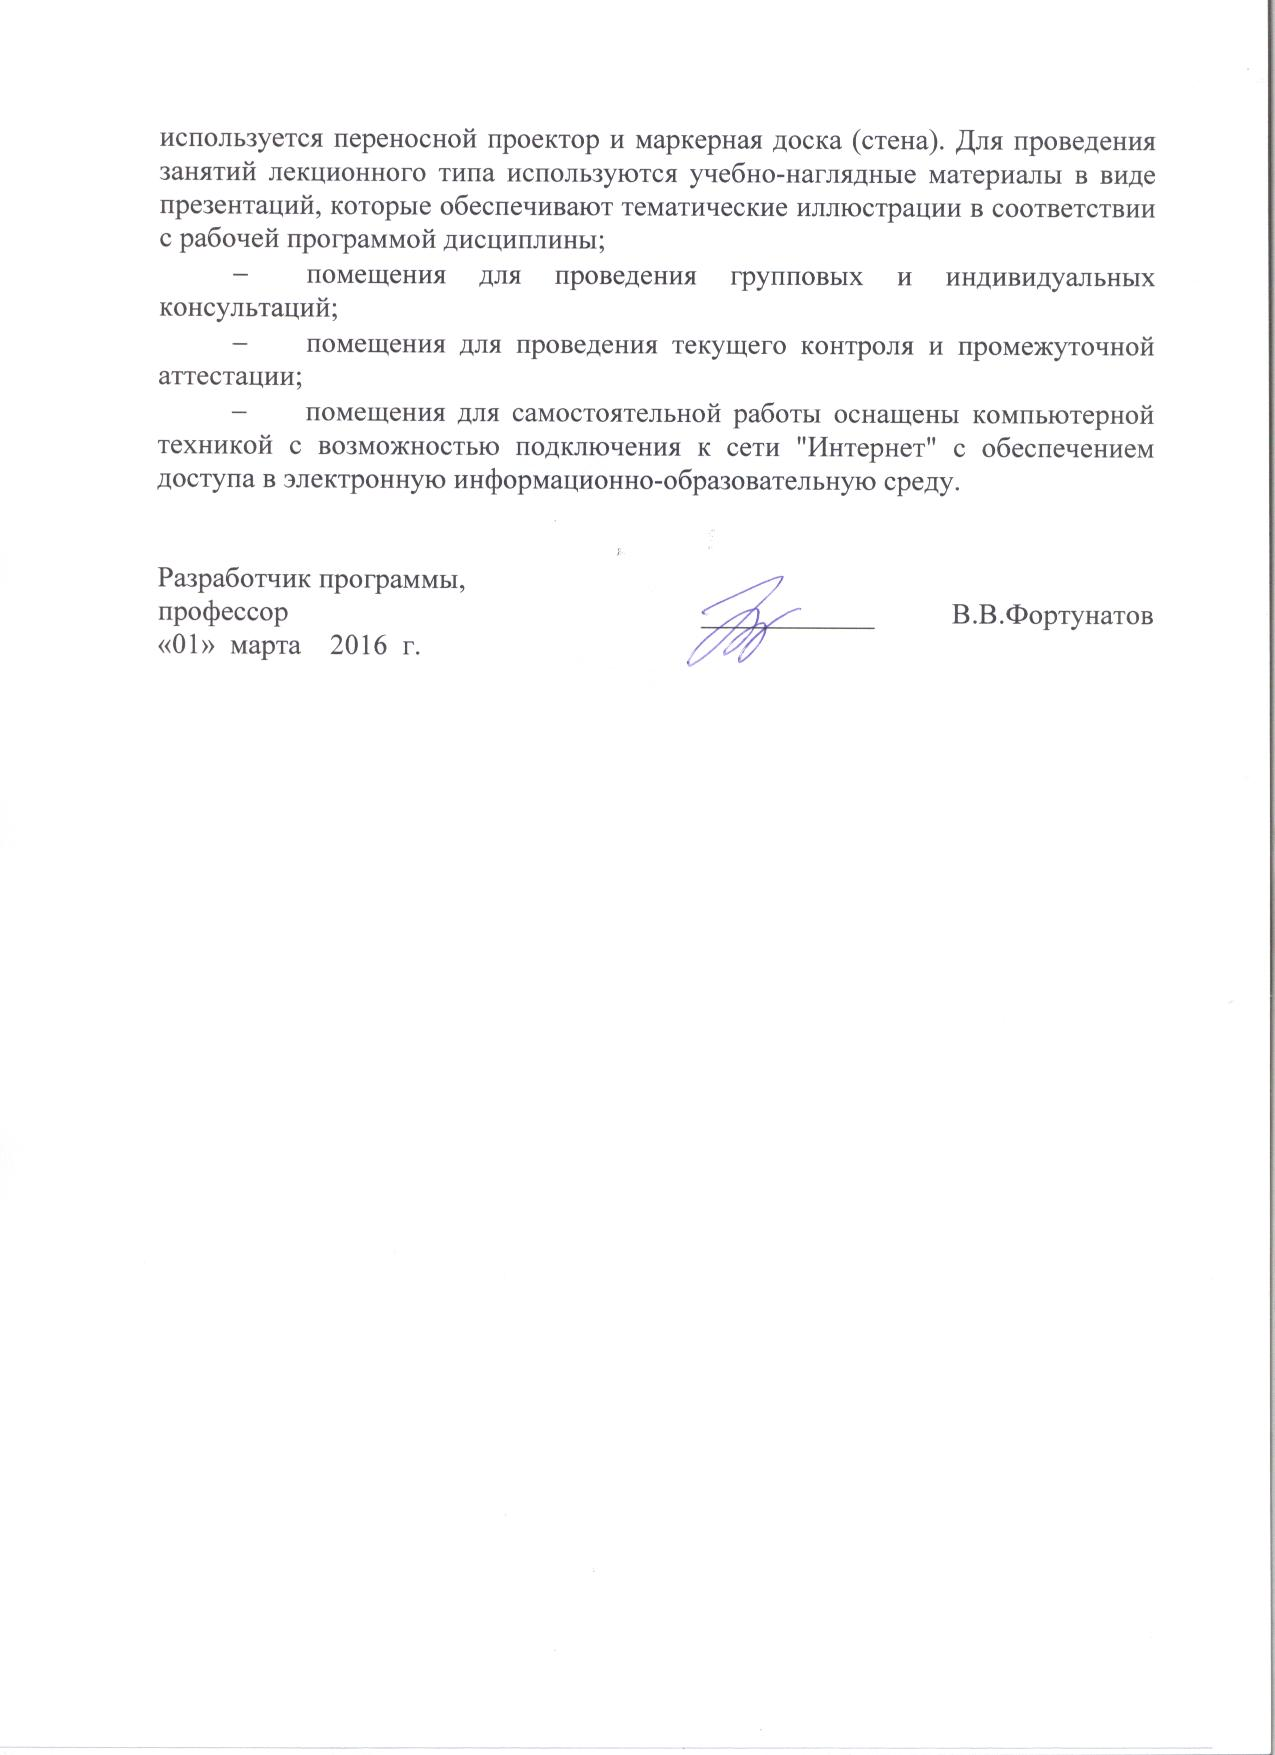 используется переносной проектор и маркерная доска (стена). Для проведения
занятий лекционного типа используются учебно-наглядные материалы в виде
презентаций, которые обеспечивают тематические иллюстрации в соответствии
с рабочей программой дисциплины;
– помещения для проведения групповых и индивидуальных
консультаций;
– помещения для проведения текущего контроля и промежуточной
аттестации;
– помещения для самостоятельной работы оснащены компьютерной
техникой с возможностью подключения к сети "Интернет" с обеспечением
доступа в электронную информационно-образовательную среду.
Разработчик программы,
профессор В.В.Фортунатов
«01» марта 2016 г.